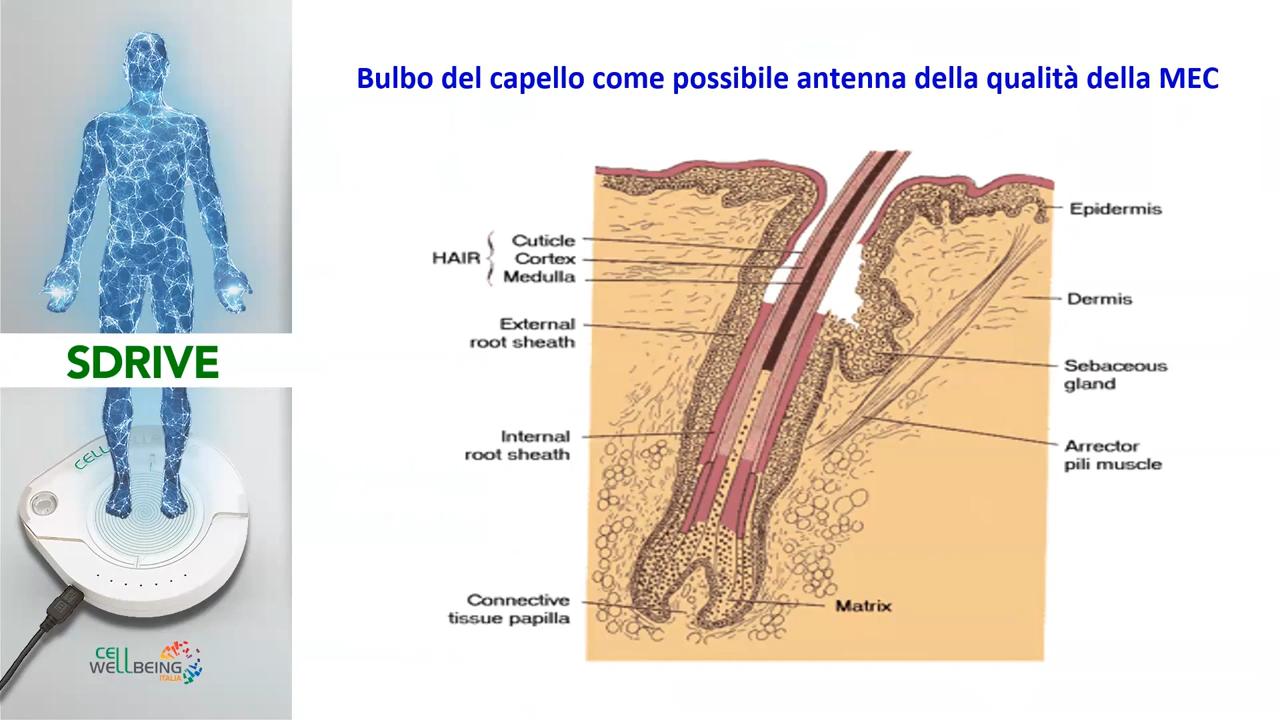 Bulbo del capello come possibile antenna della qualità della MEC
HAIR
Cuticle
Cortex
Medulla
External
root sheath
Internal
root sheath
Connective
tissue papilla
Epidermis
Dermis
Sebaceous
gland
Arrector
pili muscle
Matrix
SDRIVE
CELL
CELL
WELLBEING
ITALIA